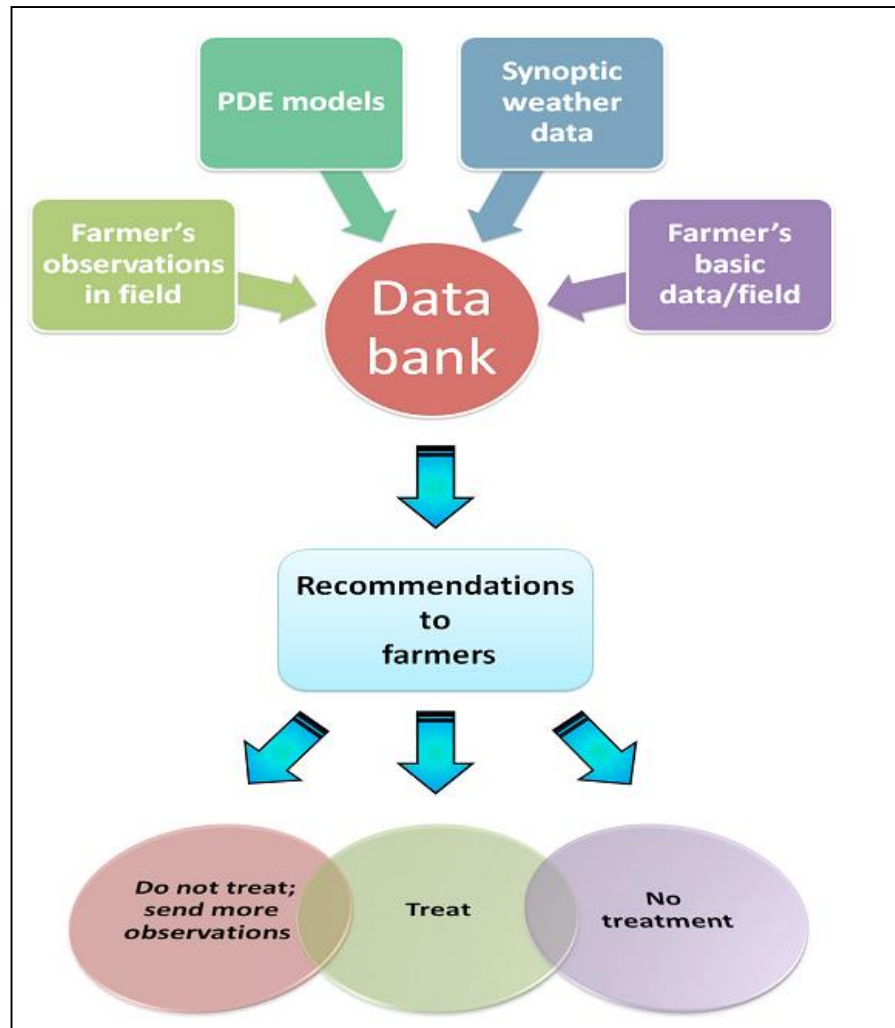 PDE models
Synoptic
weather
data
Farmer's
observations
in field
Farmer's
basic
data/field
Data
bank
Recommendations
to
farmers
Do not treat;
send more
observations
Treat
No
treatment